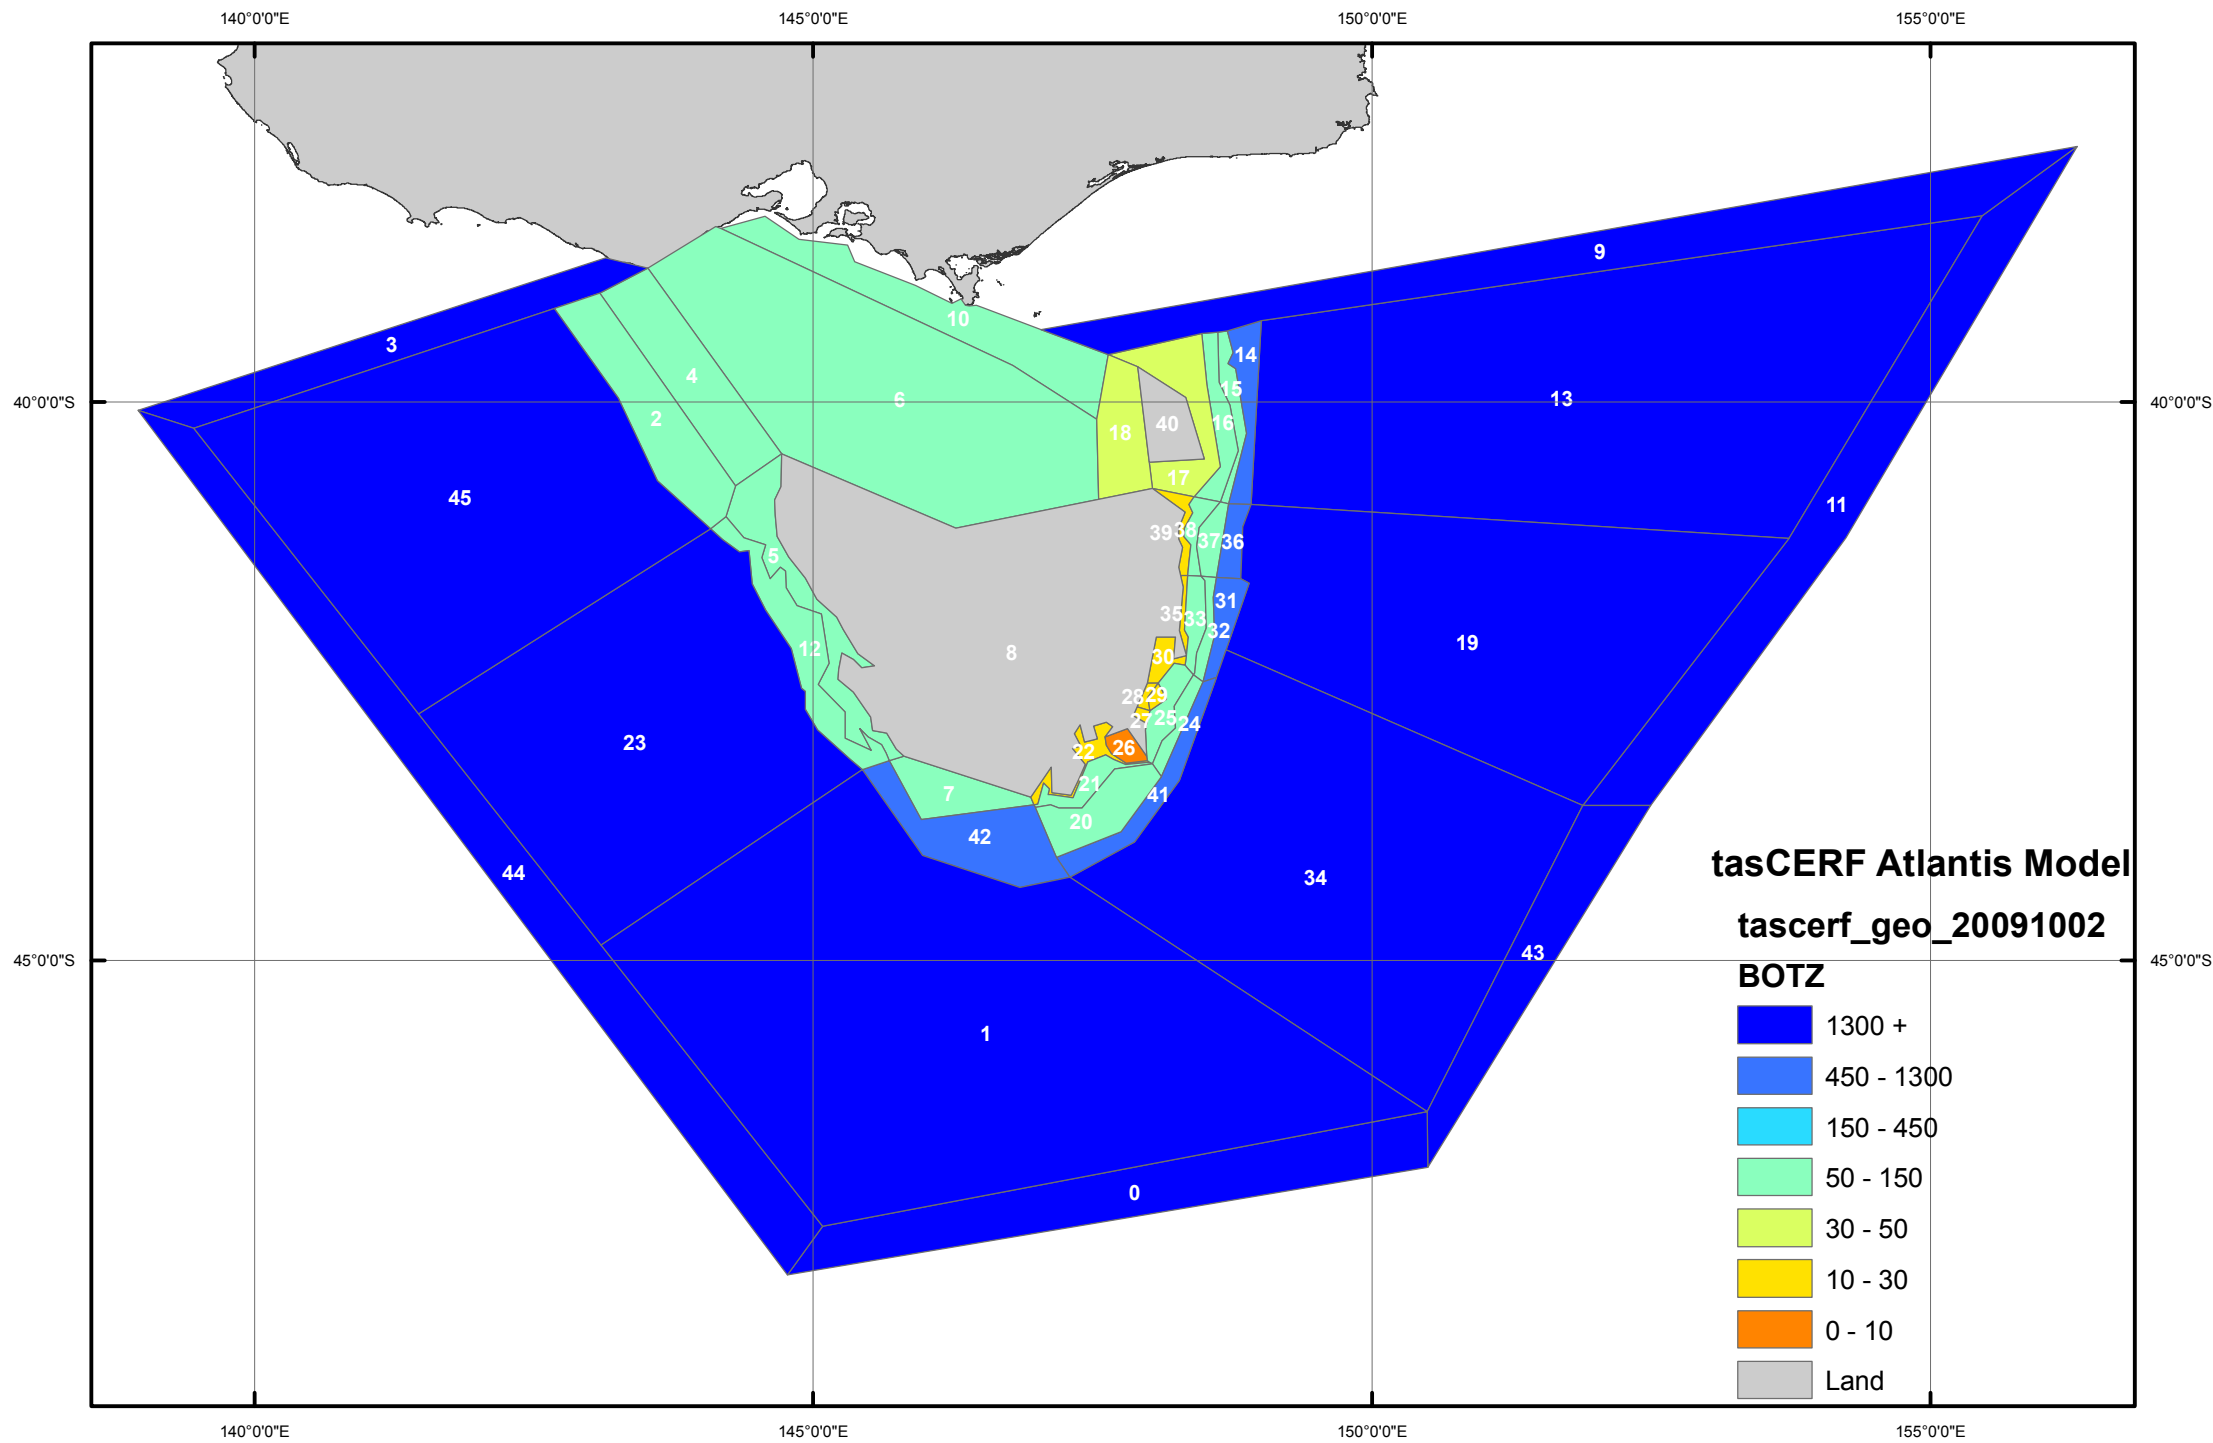 140°0'0"E 145°0'0"E 150°0'0"E 155°0'0"E
9
10
3
14
4
15
13
40°0'0"S 6 40°0'0"S
2 40 16
18
17
45 11
39 38 37 36
5
31
35 33
32
12 8 30 19
28 29
27 25 24
23 22 26
21
7 41
20
42
44 34
tasCERF Atlantis Model
tascerf_geo_20091002
43
45°0'0"S 45°0'0"S
BOTZ
1300 +
1
450 - 1300
150 - 450
50 - 150
0
30 - 50
10 - 30
0 - 10
Land
140°0'0"E 145°0'0"E 150°0'0"E 155°0'0"E